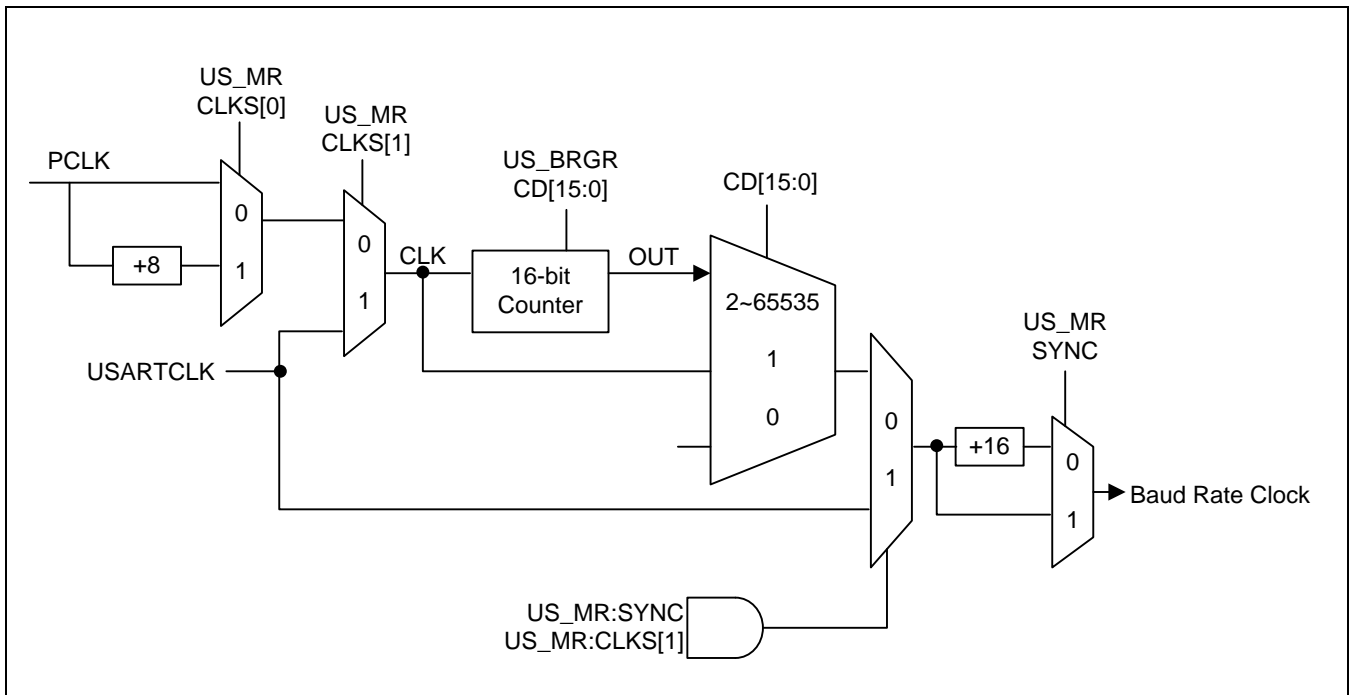 US_MR
CLKS[0]
US_MR
CLKS[1]
PCLK
US_BRGR
CD[15:0]
CD[15:0]
0
1
+8
0
1
CLK
16-bit
Counter
OUT
2~65535
1
0
US_MR
SYNC
USARTCLK
0
1
+16
0
1
Baud Rate Clock
US_MR:SYNC
US_MR:CLKS[1]